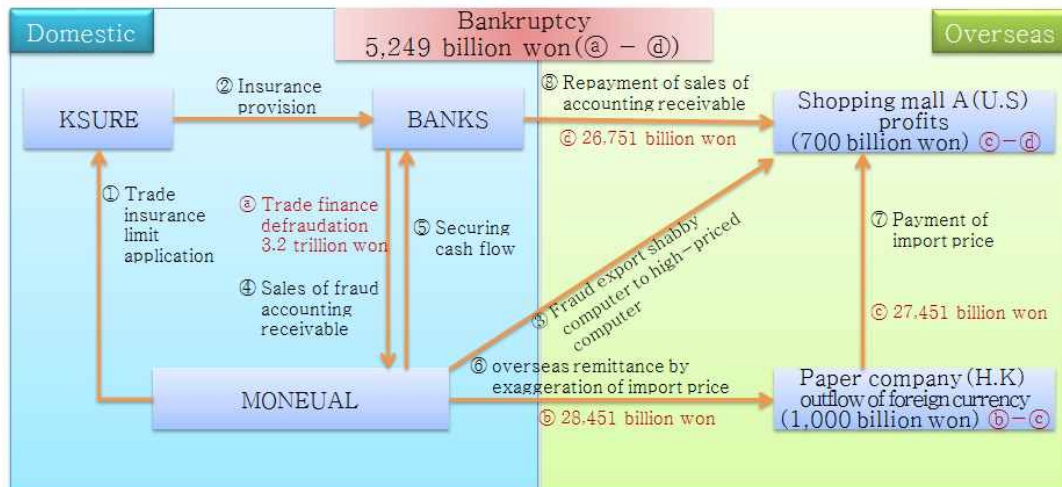 Domestic
Bankruptcy
5,249 billion won(ⓐ - ⓓ)
Overseas
② Insurance
provision
⑧ Repayment of sales of
accounting receivable
KSURE
BANKS
Shopping mall A(U.S)
profits
(700 billion won) ⓒ-ⓓ
ⓒ 26,751 billion won
① Trade
insurance
limit
application
ⓐ Trade finance
defraudation
3.2 trillion won
⑤ Securing
cash flow
④ Sales of fraud
accounting
receivable
③ Fraud export shabby
computer to high-priced
computer
⑦ Payment of
import price
ⓒ 27,451 billion won
⑥ overseas remittance by
exaggeration of import price
ⓑ 28,451 billion won
MONEUAL
Paper company(H.K)
outflow of foreign currency
(1,000 billion won) ⓑ-ⓒ